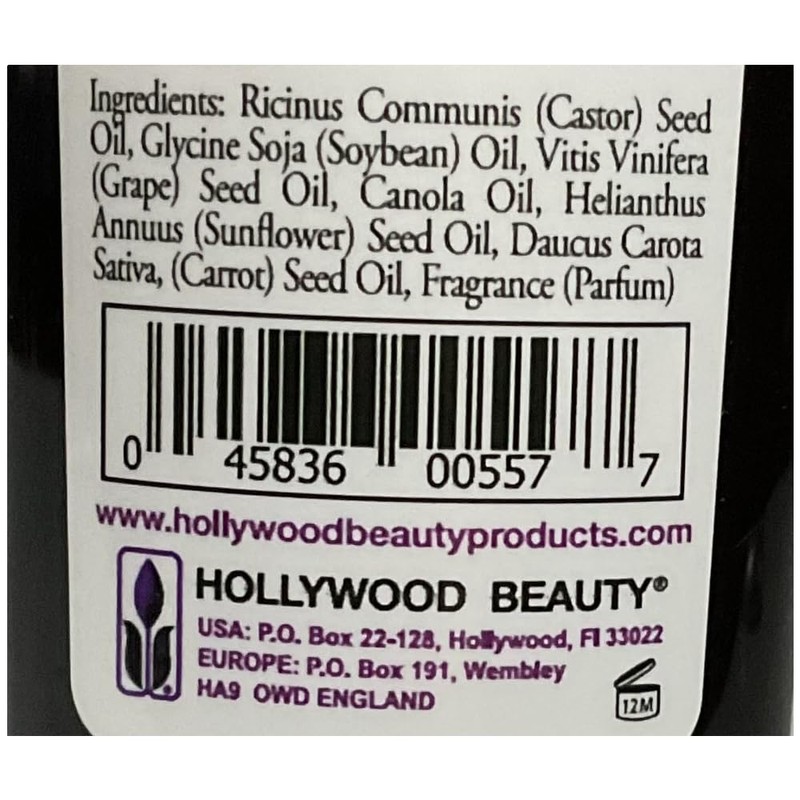 Ingredients: Ricinus Communis (Castor) Seed
Oil, Glycine Soja (Soybean) Oil, Vitis Vinifera
(Grape) Seed Oil, Canola Oil, Helianthus
Annuus (Sunflower) Seed Oil, Daucus Carota
Sativa, (Carrot) Seed Oil, Fragrance (Parfum)
0 45836 00557 7
www.hollywoodbeautyproducts.com
HOLLYWOOD BEAUTY®
USA: P.O. Box 22-128, Hollywood, Fl 33022
EUROPE: P.O. Box 191, Wembley
HA9 OWD ENGLAND
12M